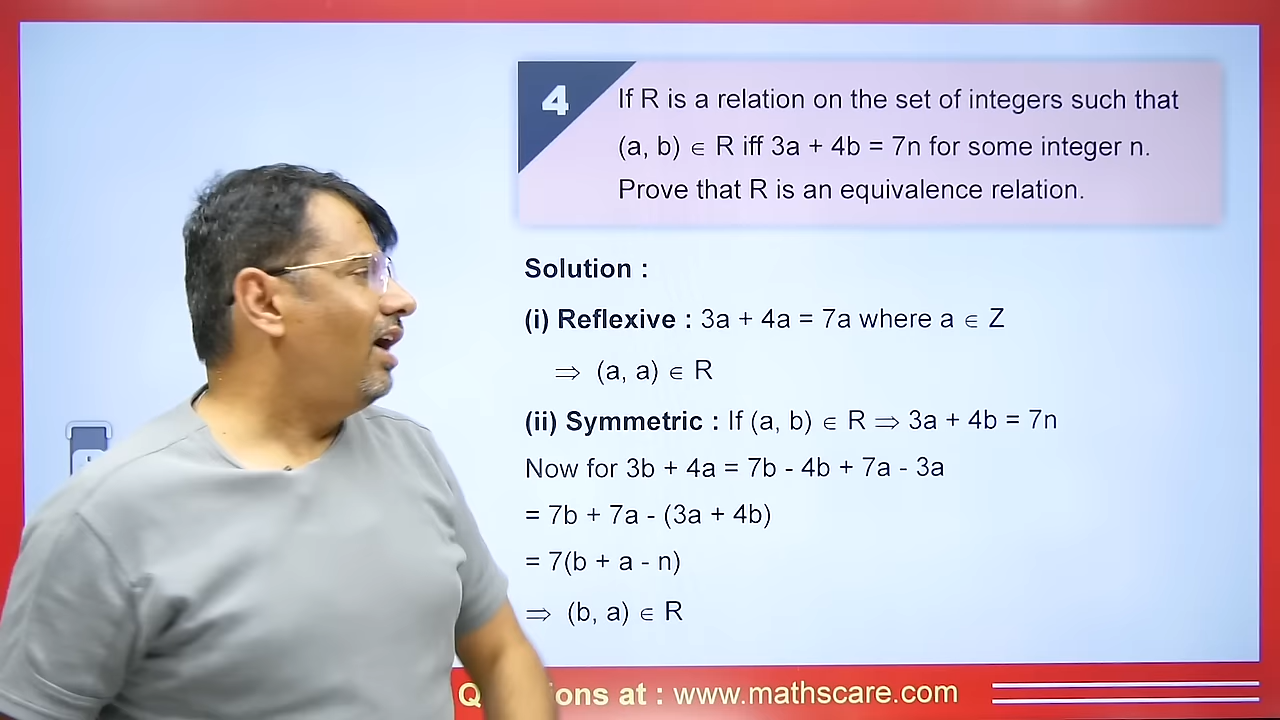 4
If R is a relation on the set of integers such that
(a, b) ∈ R iff 3a + 4b = 7n for some integer n.
Prove that R is an equivalence relation.
Solution :
(i) Reflexive : 3a + 4a = 7a where a ∈ Z
⇒ (a, a) ∈ R
(ii) Symmetric : If (a, b) ∈ R ⇒ 3a + 4b = 7n
Now for 3b + 4a = 7b - 4b + 7a - 3a
= 7b + 7a - (3a + 4b)
= 7(b + a - n)
⇒ (b, a) ∈ R
at : www.mathscare.com